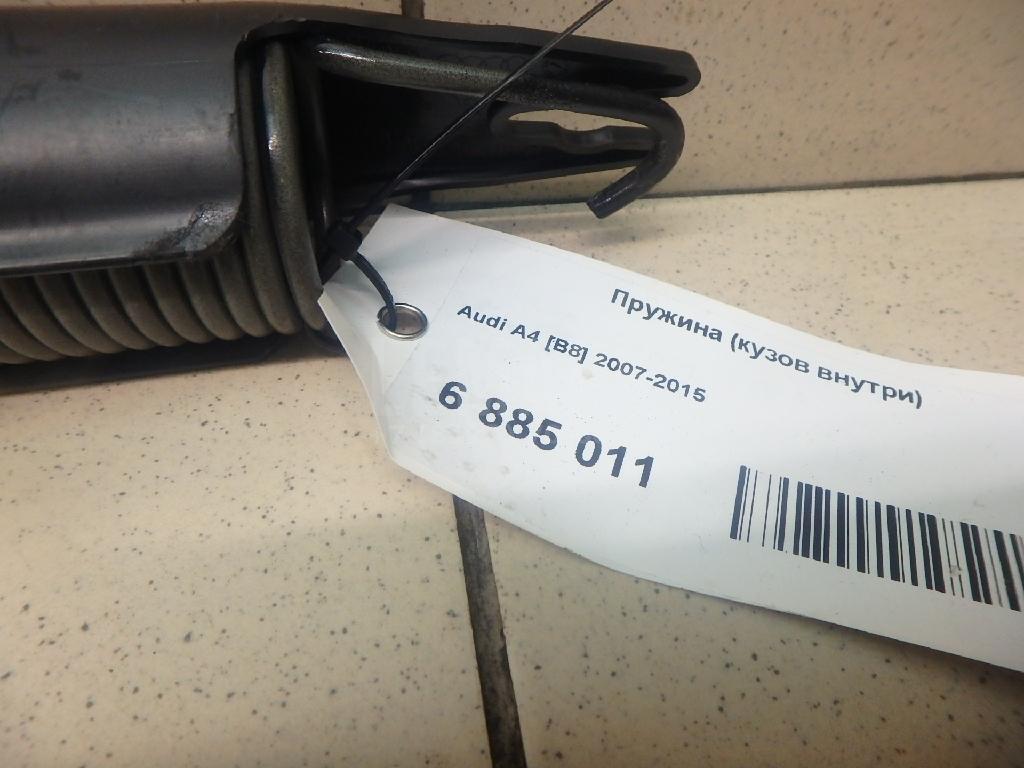 Пружина (кузов внутри)
Audi A4 [B8] 2007-2015
6 885 011